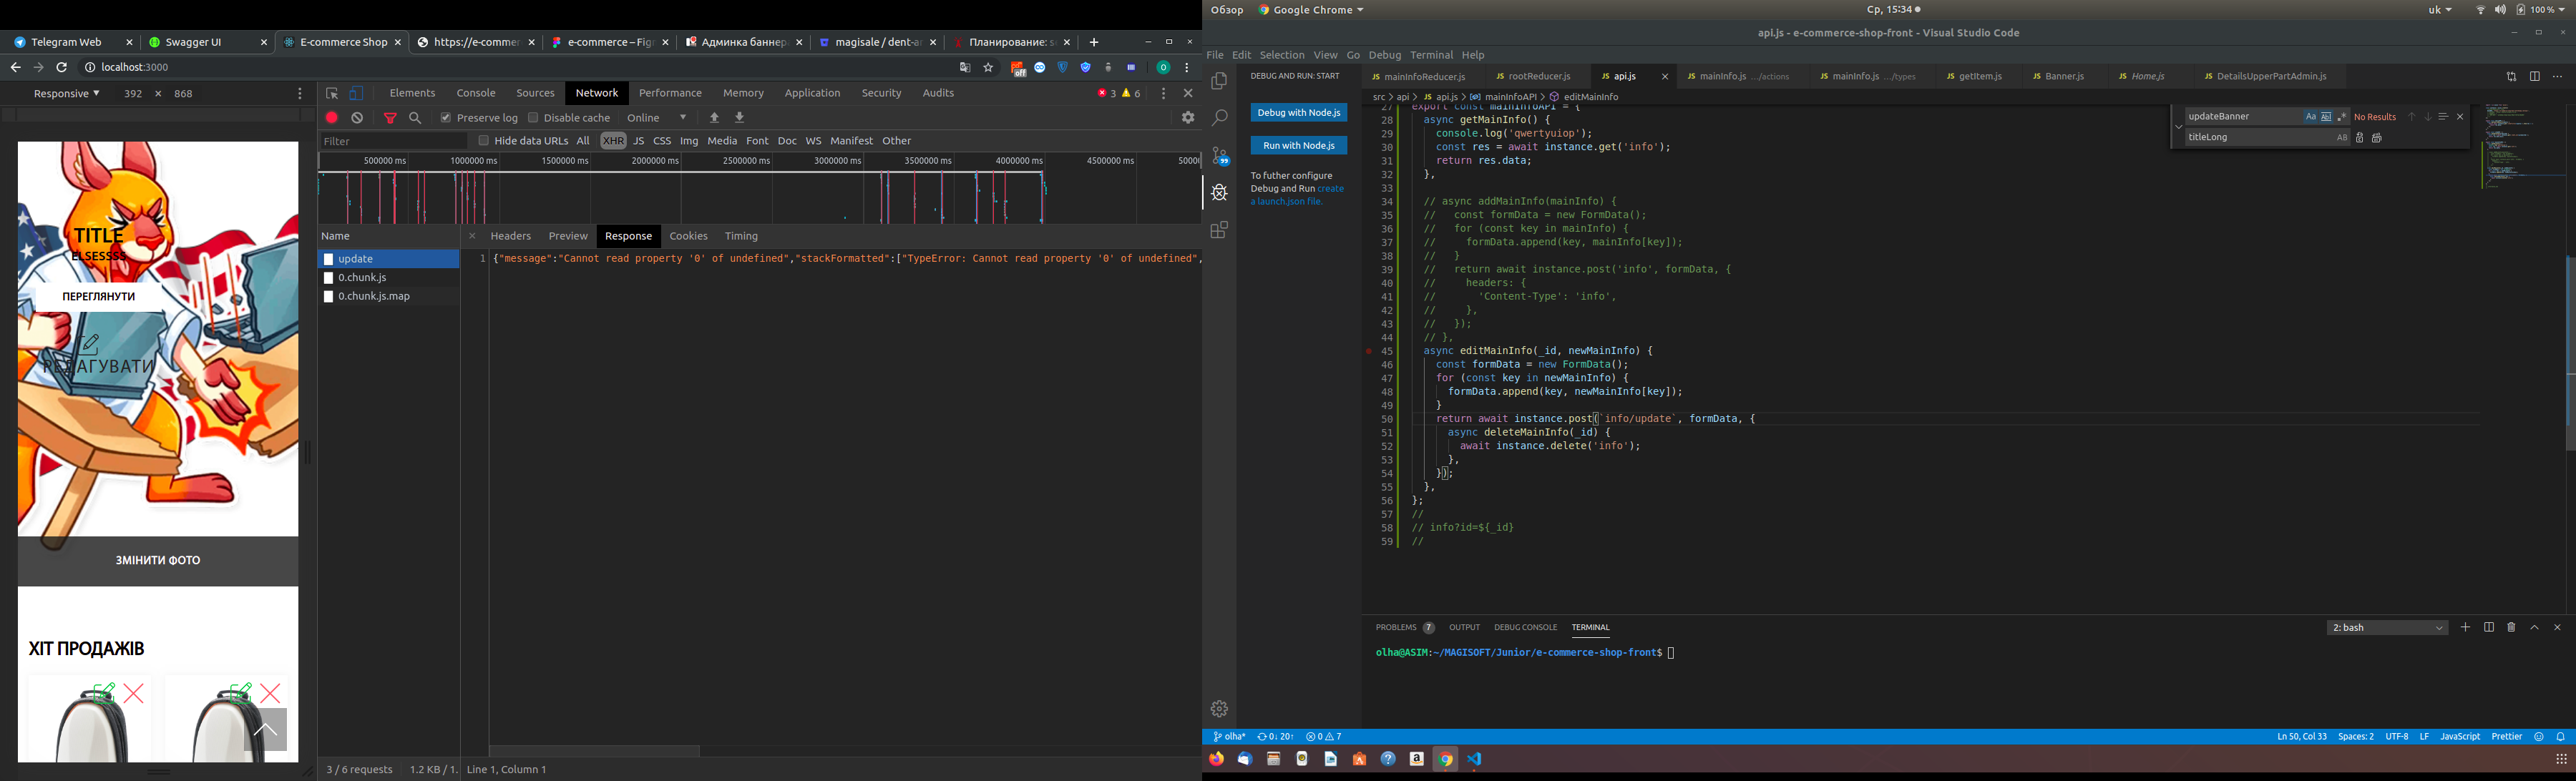 Обзор
Google Chrome
Ср, 15:34
uk
100 %
Telegram Web
Swagger UI
E-commerce Shop
https://e-commer
e-commerce – Fig
Админка баннер
magisale / dent-ar
Планирование: s
localhost:3000
off
O
Responsive
392 × 868
Elements Console Sources Network Performance Memory Application Security Audits
3 6
Preserve log
Disable cache
Online
Filter
Hide data URLs All XHR JS CSS Img Media Font Doc WS Manifest Other
500000 ms 1000000 ms 1500000 ms 2000000 ms 2500000 ms 3000000 ms 3500000 ms 4000000 ms 4500000 ms 50000
Name
Headers Preview Response Cookies Timing
update
0.chunk.js
0.chunk.js.map
1 {"message":"Cannot read property '0' of undefined","stackFormatted":["TypeError: Cannot read property '0' of undefined",
3 / 6 requests 1.2 KB / 1. Line 1, Column 1
TITLE
ELSESSSS
ПЕРЕГЛЯНУТИ
РЕДАГУВАТИ
ЗМІНИТИ ФОТО
ХІТ ПРОДАЖІВ
api.js - e-commerce-shop-front - Visual Studio Code
File Edit Selection View Go Debug Terminal Help
DEBUG AND RUN: START
Debug with Node.js
Run with Node.js
To futher configure
Debug and Run create
a launch.json file.
JS mainInfoReducer.js
JS rootReducer.js
JS api.js
JS mainInfo.js .../actions
JS mainInfo.js .../types
JS getItem.js
JS Banner.js
JS Home.js
JS DetailsUpperPartAdmin.js
src > api > JS api.js > mainInfoAPI > editMainInfo
updateBanner
Aa
No Results
titleLong
AB
27 export const mainInfoAPI = {
28 async getMainInfo() {
29 console.log('qwertyuiop');
30 const res = await instance.get('info');
31 return res.data;
32 },
33
34 // async addMainInfo(mainInfo) {
35 // const formData = new FormData();
36 // for (const key in mainInfo) {
37 // formData.append(key, mainInfo[key]);
38 // }
39 // return await instance.post('info', formData, {
40 // headers: {
41 // 'Content-Type': 'info',
42 // },
43 // });
44 // },
45 async editMainInfo(_id, newMainInfo) {
46 const formData = new FormData();
47 for (const key in newMainInfo) {
48 formData.append(key, newMainInfo[key]);
49 }
50 return await instance.post(`info/update`, formData, {
51 async deleteMainInfo(_id) {
52 await instance.delete('info');
53 },
54 });
55 },
56 };
57 //
58 // info?id=${_id}
59 //
PROBLEMS 7 OUTPUT DEBUG CONSOLE TERMINAL
2: bash
olha@ASIM:~/MAGISOFT/Junior/e-commerce-shop-front$
olha* 0↓ 20↑ 0 7
Ln 50, Col 33 Spaces: 2 UTF-8 LF JavaScript Prettier